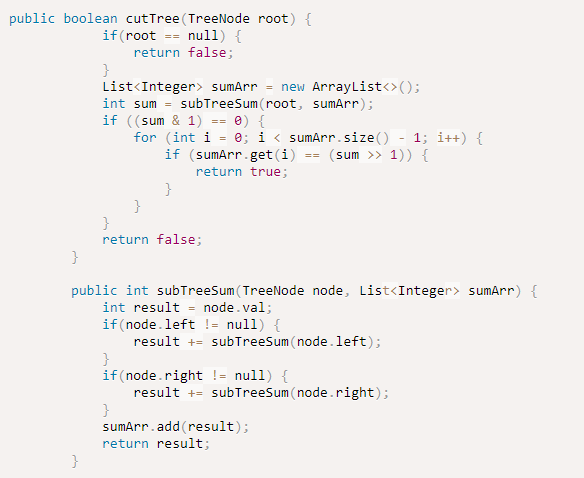 public boolean cutTree(TreeNode root) {
            if(root == null) {
                return false;
            }
            List<Integer> sumArr = new ArrayList<>();
            int sum = subTreeSum(root, sumArr);
            if ((sum & 1) == 0) {
                for (int i = 0; i < sumArr.size() - 1; i++) {
                    if (sumArr.get(i) == (sum >> 1)) {
                        return true;
                    }
                }
            }
            return false;
        }

        public int subTreeSum(TreeNode node, List<Integer> sumArr) {
            int result = node.val;
            if(node.left != null) {
                result += subTreeSum(node.left);
            }
            if(node.right != null) {
                result += subTreeSum(node.right);
            }
            sumArr.add(result);
            return result;
        }